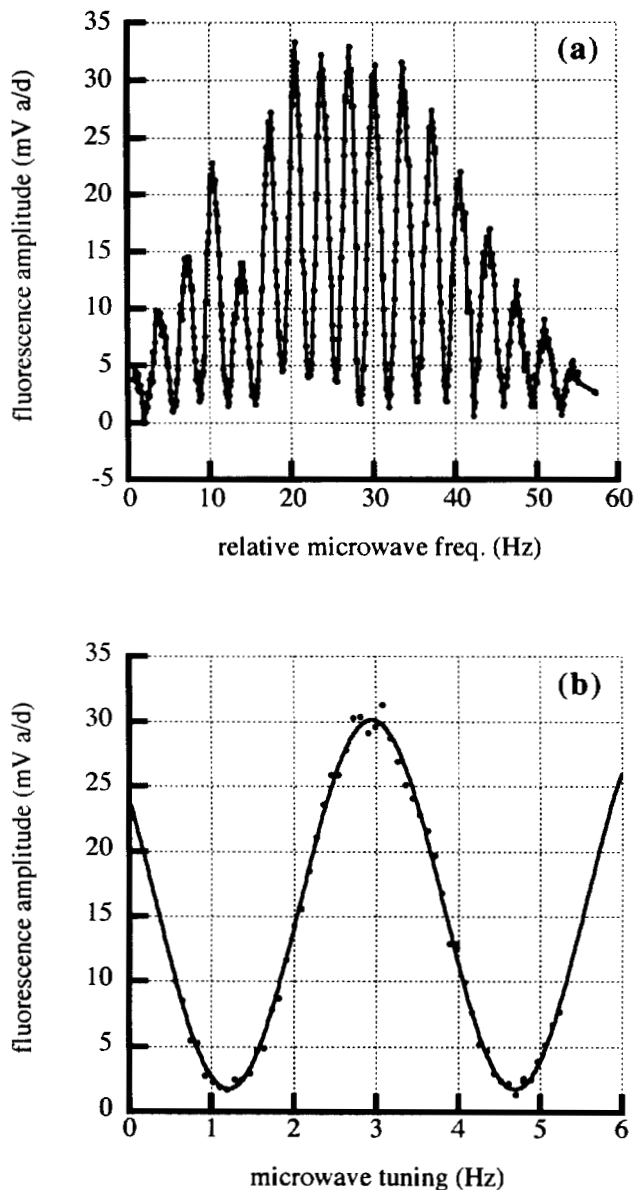 (a)
fluorescence amplitude (mV a/d)
35
30
25
20
15
10
5
0
-5
0 10 20 30 40 50 60
relative microwave freq. (Hz)
(b)
fluorescence amplitude (mV a/d)
35
30
25
20
15
10
5
0
0 1 2 3 4 5 6
microwave tuning (Hz)